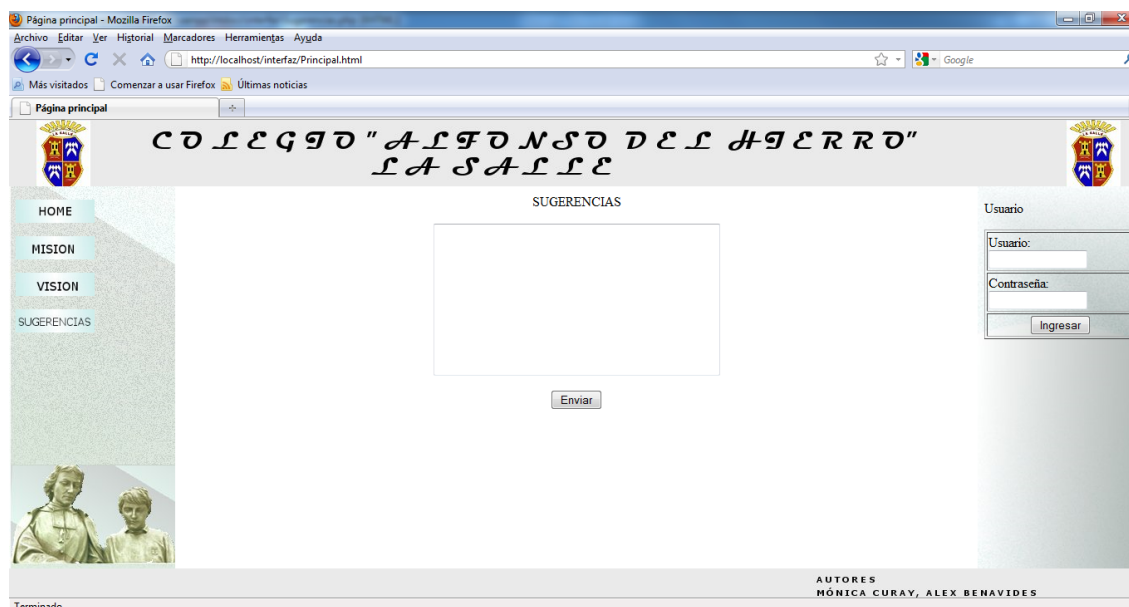 Página principal - Mozilla Firefox
Archivo Editar Ver Historial Marcadores Herramientas Ayuda
http://localhost/interfaz/Principal.html
Google
Más visitados Comenzar a usar Firefox Últimas noticias
Página principal
COLEGIO "ALFONSO DEL HIERRO"
LA SALLE
HOME
MISION
VISION
SUGERENCIAS
SUGERENCIAS
Enviar
Usuario
Usuario:
Contraseña:
Ingresar
AUTORES
MÓNICA CURAY, ALEX BENAVIDES
Terminado